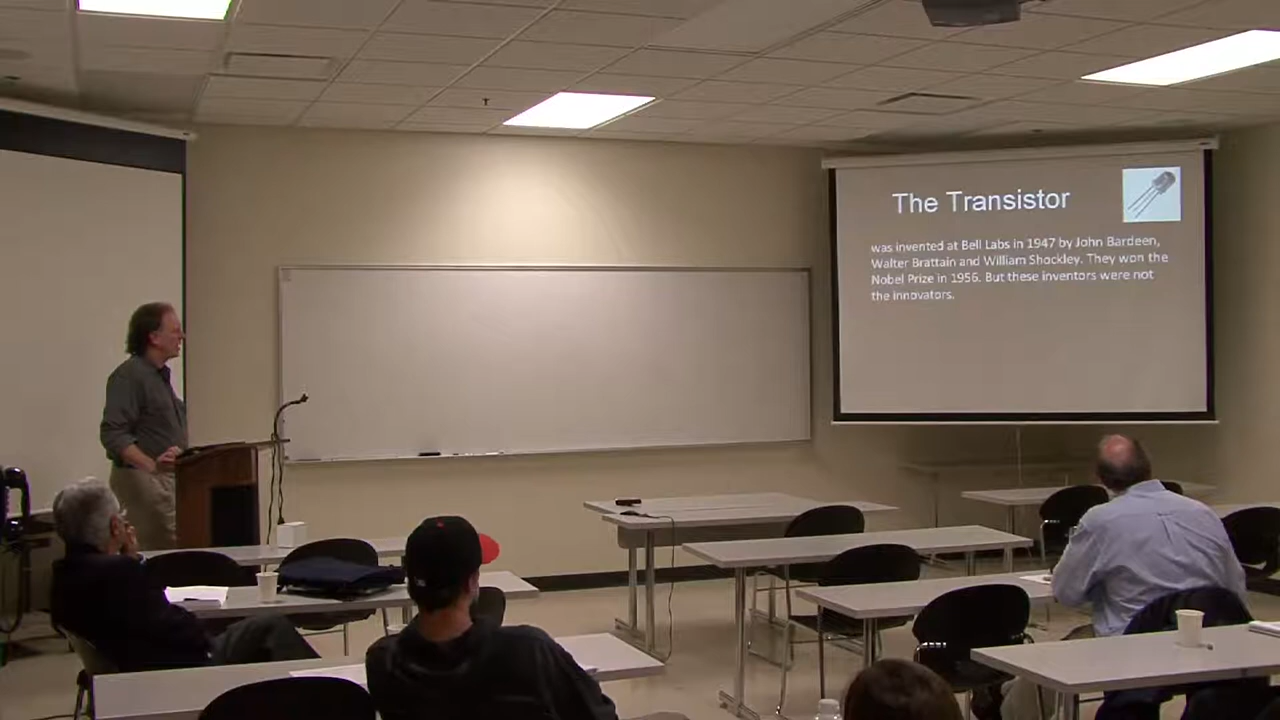 The Transistor
was invented at Bell Labs in 1947 by John Bardeen,
Walter Brattain and William Shockley. They won the
Nobel Prize in 1956. But these inventors were not
the innovators.